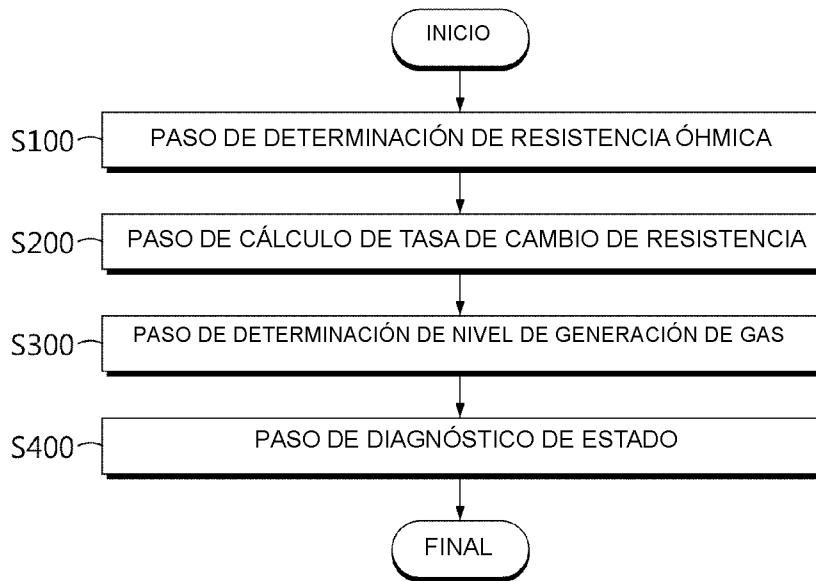 INICIO
S100 PASO DE DETERMINACIÓN DE RESISTENCIA ÓHMICA
S200 PASO DE CÁLCULO DE TASA DE CAMBIO DE RESISTENCIA
S300 PASO DE DETERMINACIÓN DE NIVEL DE GENERACIÓN DE GAS
S400 PASO DE DIAGNÓSTICO DE ESTADO
FINAL